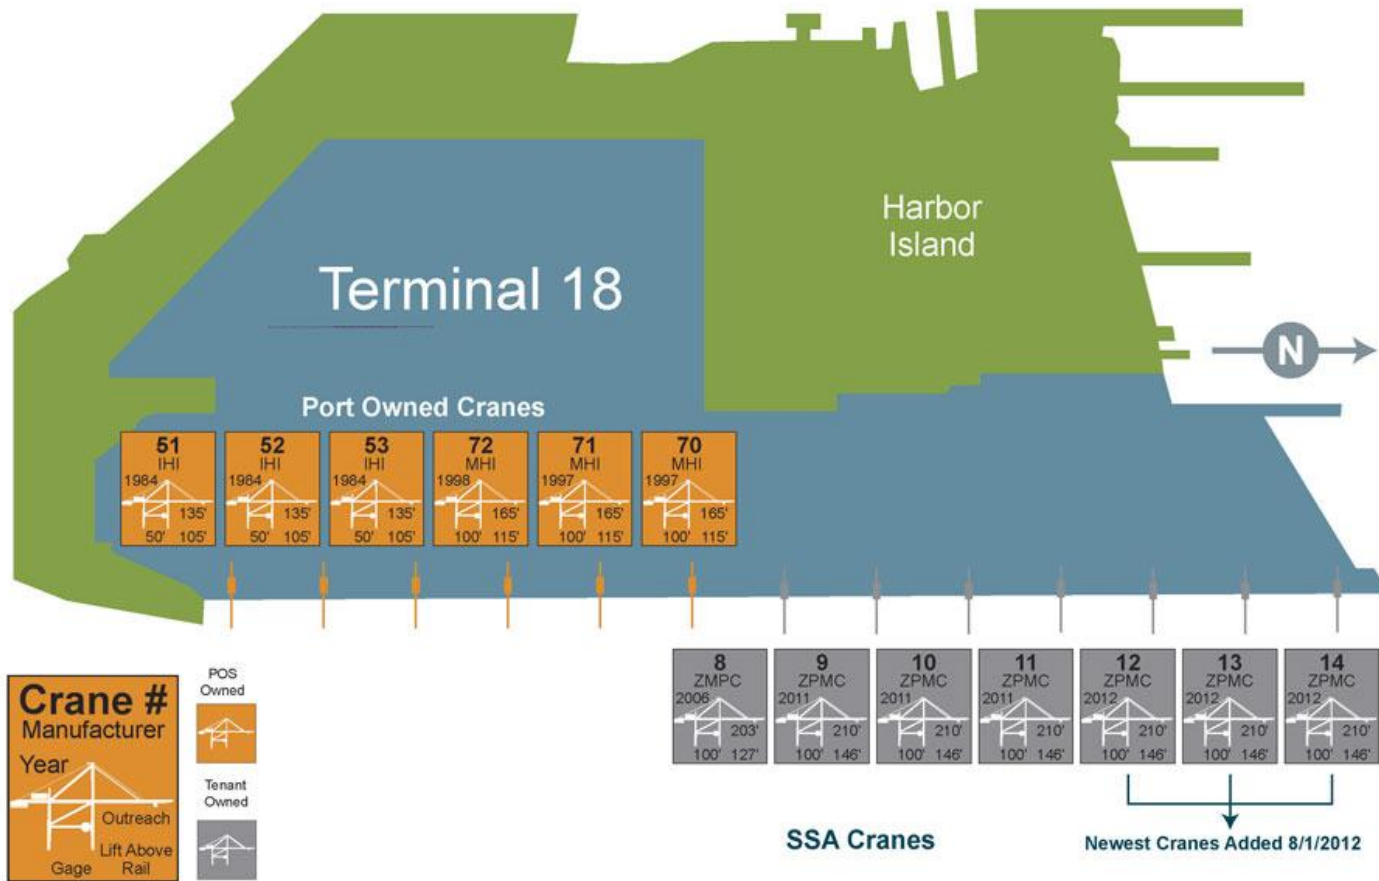 Harbor
Island
Terminal 18
N
Port Owned Cranes
51
IHI
1984
135'
50' 105'
52
IHI
1984
135'
50' 105'
53
IHI
1984
135'
50' 105'
72
MHI
1998
165'
100' 115'
71
MHI
1997
165'
100' 115'
70
MHI
1997
165'
100' 115'
8
ZMPC
2006
203'
100' 127'
9
ZPMC
2011
210'
100' 146'
10
ZPMC
2011
210'
100' 146'
11
ZPMC
2011
210'
100' 146'
12
ZPMC
2012
210'
100' 146'
13
ZPMC
2012
210'
100' 146'
14
ZPMC
2012
210'
100' 146'
Crane #
Manufacturer
Year
Outreach
Lift Above
Gage Rail
POS
Owned
Tenant
Owned
SSA Cranes
Newest Cranes Added 8/1/2012